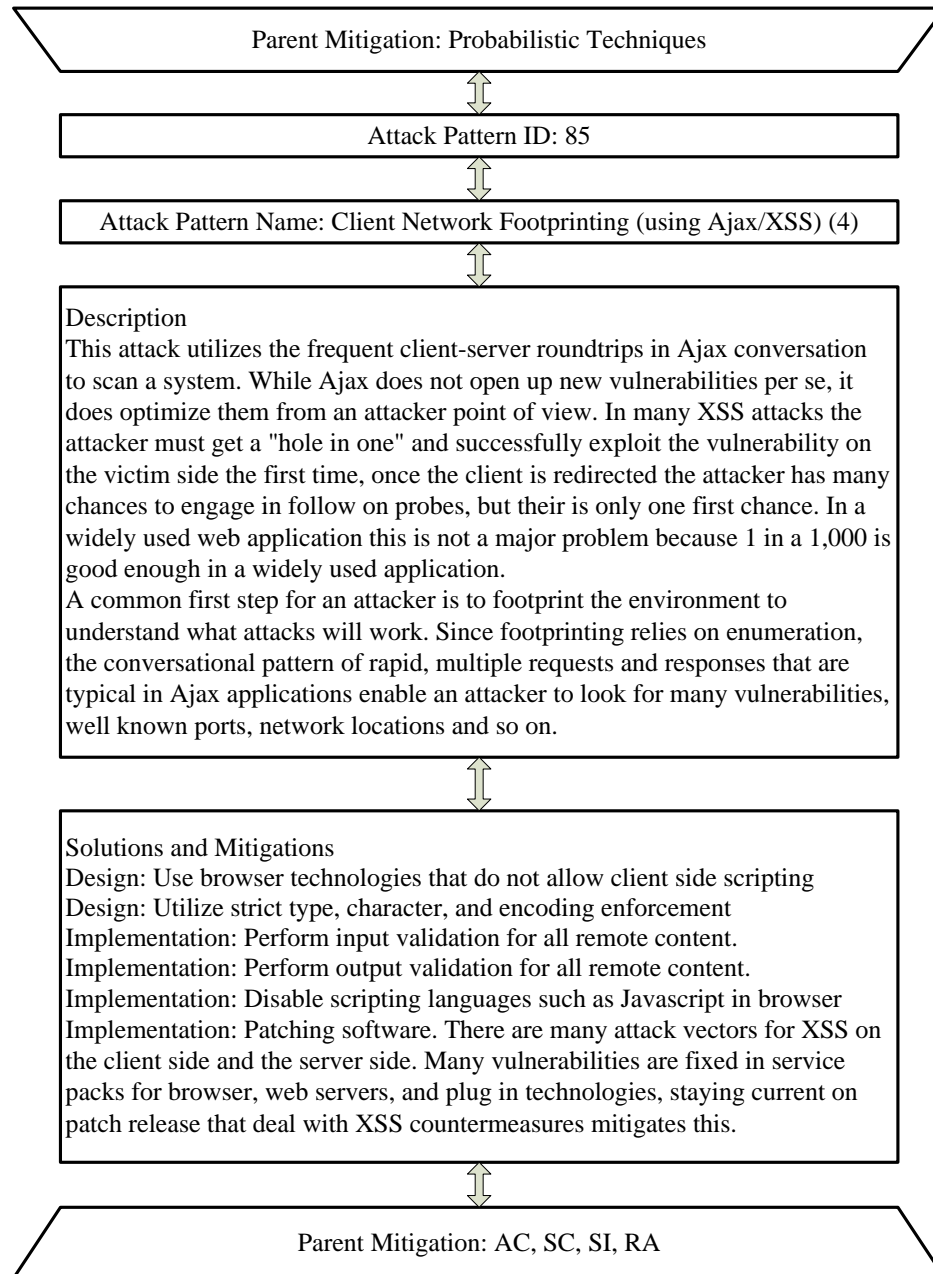 Parent Mitigation: Probabilistic Techniques
Attack Pattern ID: 85
Attack Pattern Name: Client Network Footprinting (using Ajax/XSS) (4)
Description
This attack utilizes the frequent client-server roundtrips in Ajax conversation
to scan a system. While Ajax does not open up new vulnerabilities per se, it
does optimize them from an attacker point of view. In many XSS attacks the
attacker must get a "hole in one" and successfully exploit the vulnerability on
the victim side the first time, once the client is redirected the attacker has many
chances to engage in follow on probes, but their is only one first chance. In a
widely used web application this is not a major problem because 1 in a 1,000 is
good enough in a widely used application.
A common first step for an attacker is to footprint the environment to
understand what attacks will work. Since footprinting relies on enumeration,
the conversational pattern of rapid, multiple requests and responses that are
typical in Ajax applications enable an attacker to look for many vulnerabilities,
well known ports, network locations and so on.
Solutions and Mitigations
Design: Use browser technologies that do not allow client side scripting
Design: Utilize strict type, character, and encoding enforcement
Implementation: Perform input validation for all remote content.
Implementation: Perform output validation for all remote content.
Implementation: Disable scripting languages such as Javascript in browser
Implementation: Patching software. There are many attack vectors for XSS on
the client side and the server side. Many vulnerabilities are fixed in service
packs for browser, web servers, and plug in technologies, staying current on
patch release that deal with XSS countermeasures mitigates this.
Parent Mitigation: AC, SC, SI, RA